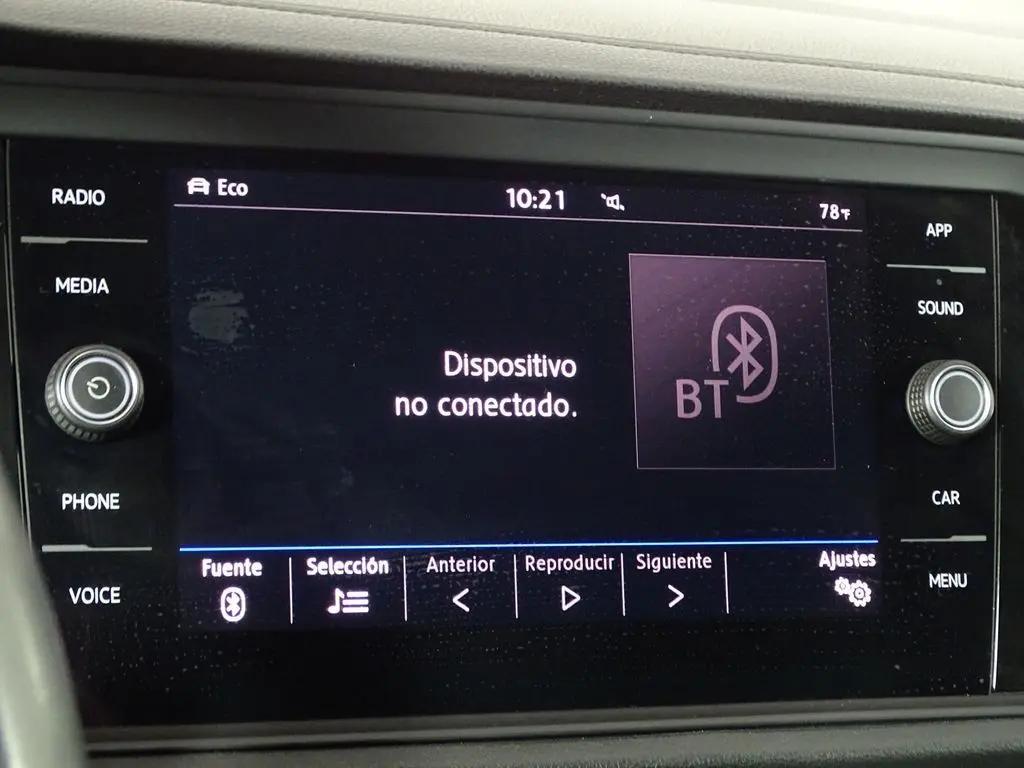 RADIO
MEDIA
PHONE
VOICE
Eco
10:21
78°F
Dispositivo
no conectado.
BT
Fuente
Selección
Anterior
Reproducir
Siguiente
Ajustes
APP
SOUND
CAR
MENU